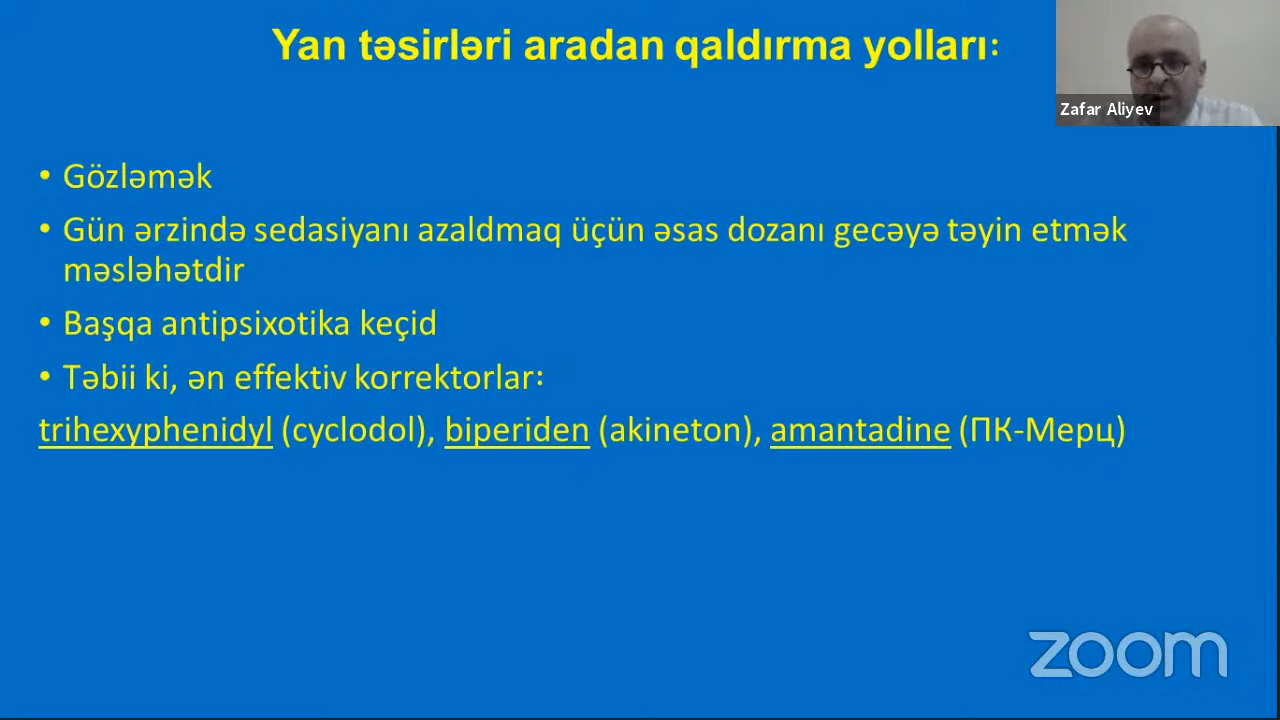 Yan təsirləri aradan qaldırma yolları:
Zafar Aliyev
• Gözləmək
• Gün ərzində sedasiyanı azaldmaq üçün əsas dozanı gecəyə təyin etmək
məsləhətdir
• Başqa antipsixotika keçid
• Təbii ki, ən effektiv korrektorlar:
trihexyphenidyl (cyclodol), biperiden (akineton), amantadine (ПК-Мерц)
zoom